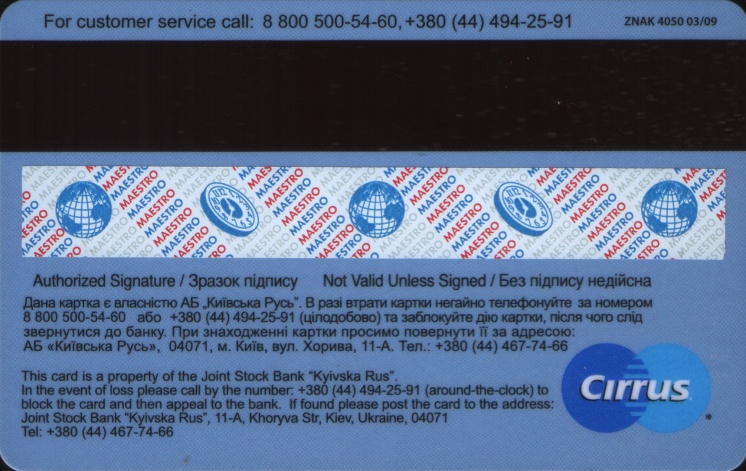 For customer service call: 8 800 500-54-60, +380 (44) 494-25-91 ZNAK 4050 03/09
MAESTRO MAESTRO MAESTRO MAESTRO MAESTRO
Authorized Signature / Зразок підпису Not Valid Unless Signed / Без підпису недійсна
Дана картка є власністю АБ „Київська Русь". В разі втрати картки негайно телефонуйте за номером
8 800 500-54-60 або +380 (44) 494-25-91 (цілодобово) та заблокуйте дію картки, після чого слід
звернутися до банку. При знаходженні картки просимо повернути її за адресою:
АБ «Київська Русь», 04071, м. Київ, вул. Хорива, 11-А. Тел.: +380 (44) 467-74-66
This card is a property of the Joint Stock Bank "Kyivska Rus".
In the event of loss please call by the number: +380 (44) 494-25-91 (around-the-clock) to
block the card and then appeal to the bank. If found please post the card to the address:
Joint Stock Bank "Kyivska Rus", 11-A, Khoryva Str, Kiev, Ukraine, 04071
Tel: +380 (44) 467-74-66
Cirrus